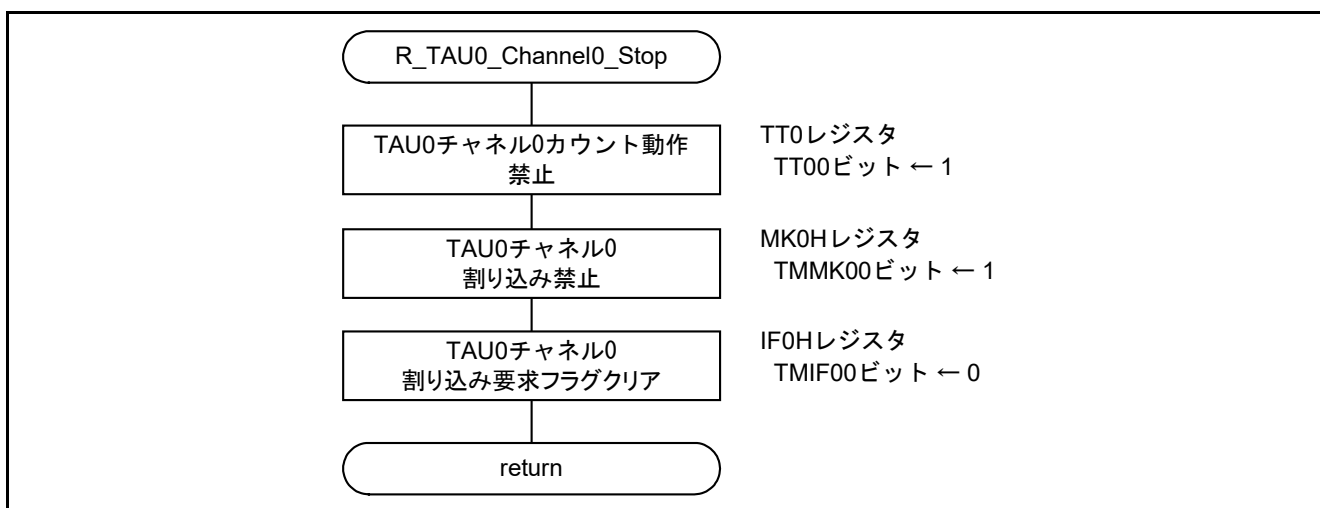 R_TAU0_Channel0_Stop
TAU0チャネル0カウント動作
禁止
TT0レジスタ
TT00ビット ← 1
TAU0チャネル0
割り込み禁止
MK0Hレジスタ
TMMK00ビット ← 1
TAU0チャネル0
割り込み要求フラグクリア
IF0Hレジスタ
TMIF00ビット ← 0
return